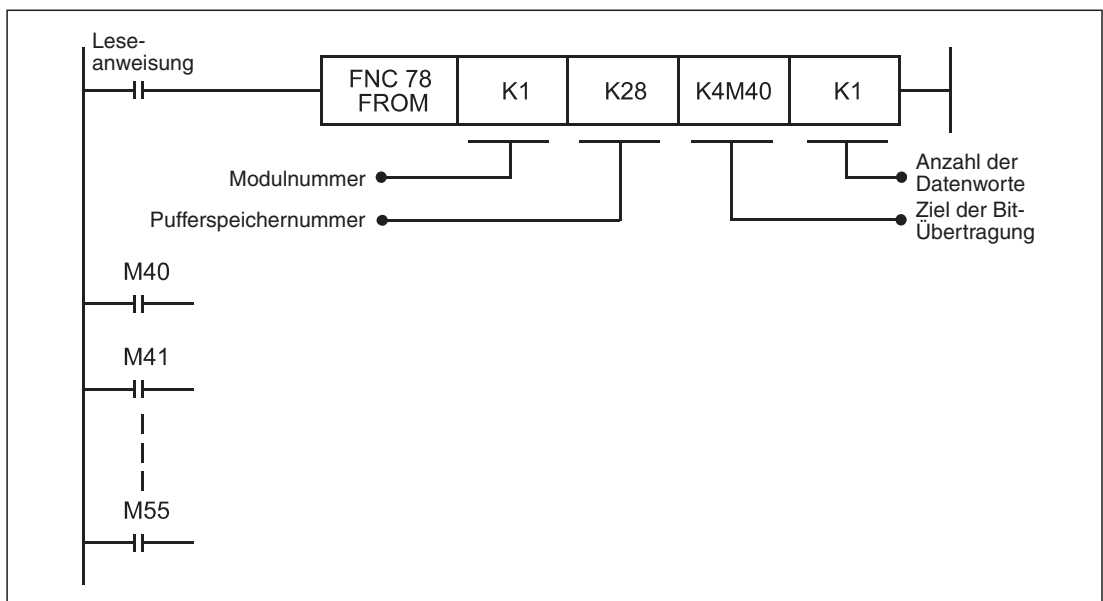 Lese-
anweisung
FNC 78
FROM
K1
K28
K4M40
K1
Modulnummer
Pufferspeichernummer
Anzahl der
Datenworte
Ziel der Bit-
Übertragung
M40
M41
M55